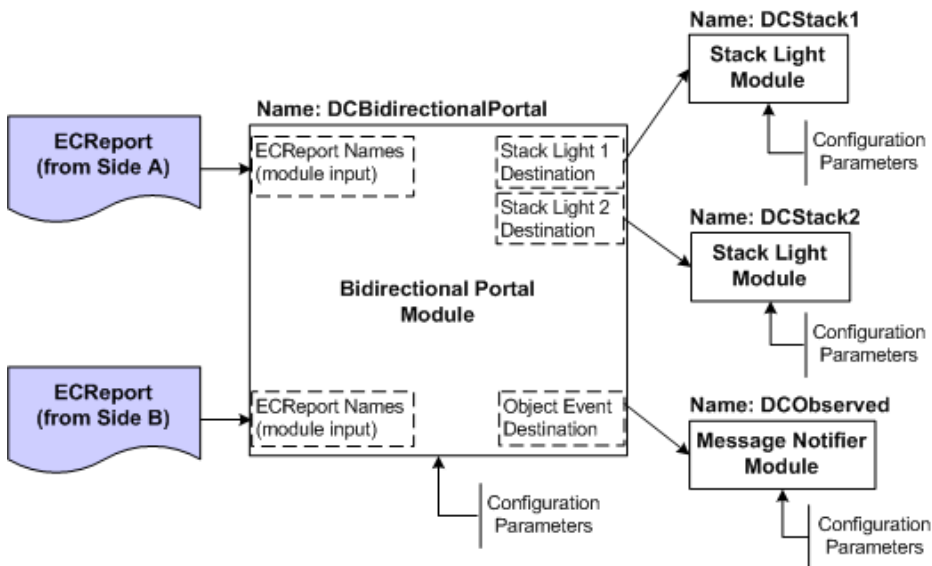 Name: DCStack1
Stack Light
Module
Configuration
Parameters
Name: DCBidirectionalPortal
ECReport
(from Side A)
ECReport Names
(module input)
Stack Light 1
Destination
Stack Light 2
Destination
Name: DCStack2
Stack Light
Module
Configuration
Parameters
Bidirectional Portal
Module
ECReport
(from Side B)
ECReport Names
(module input)
Object Event
Destination
Name: DCObserved
Message Notifier
Module
Configuration
Parameters
Configuration
Parameters